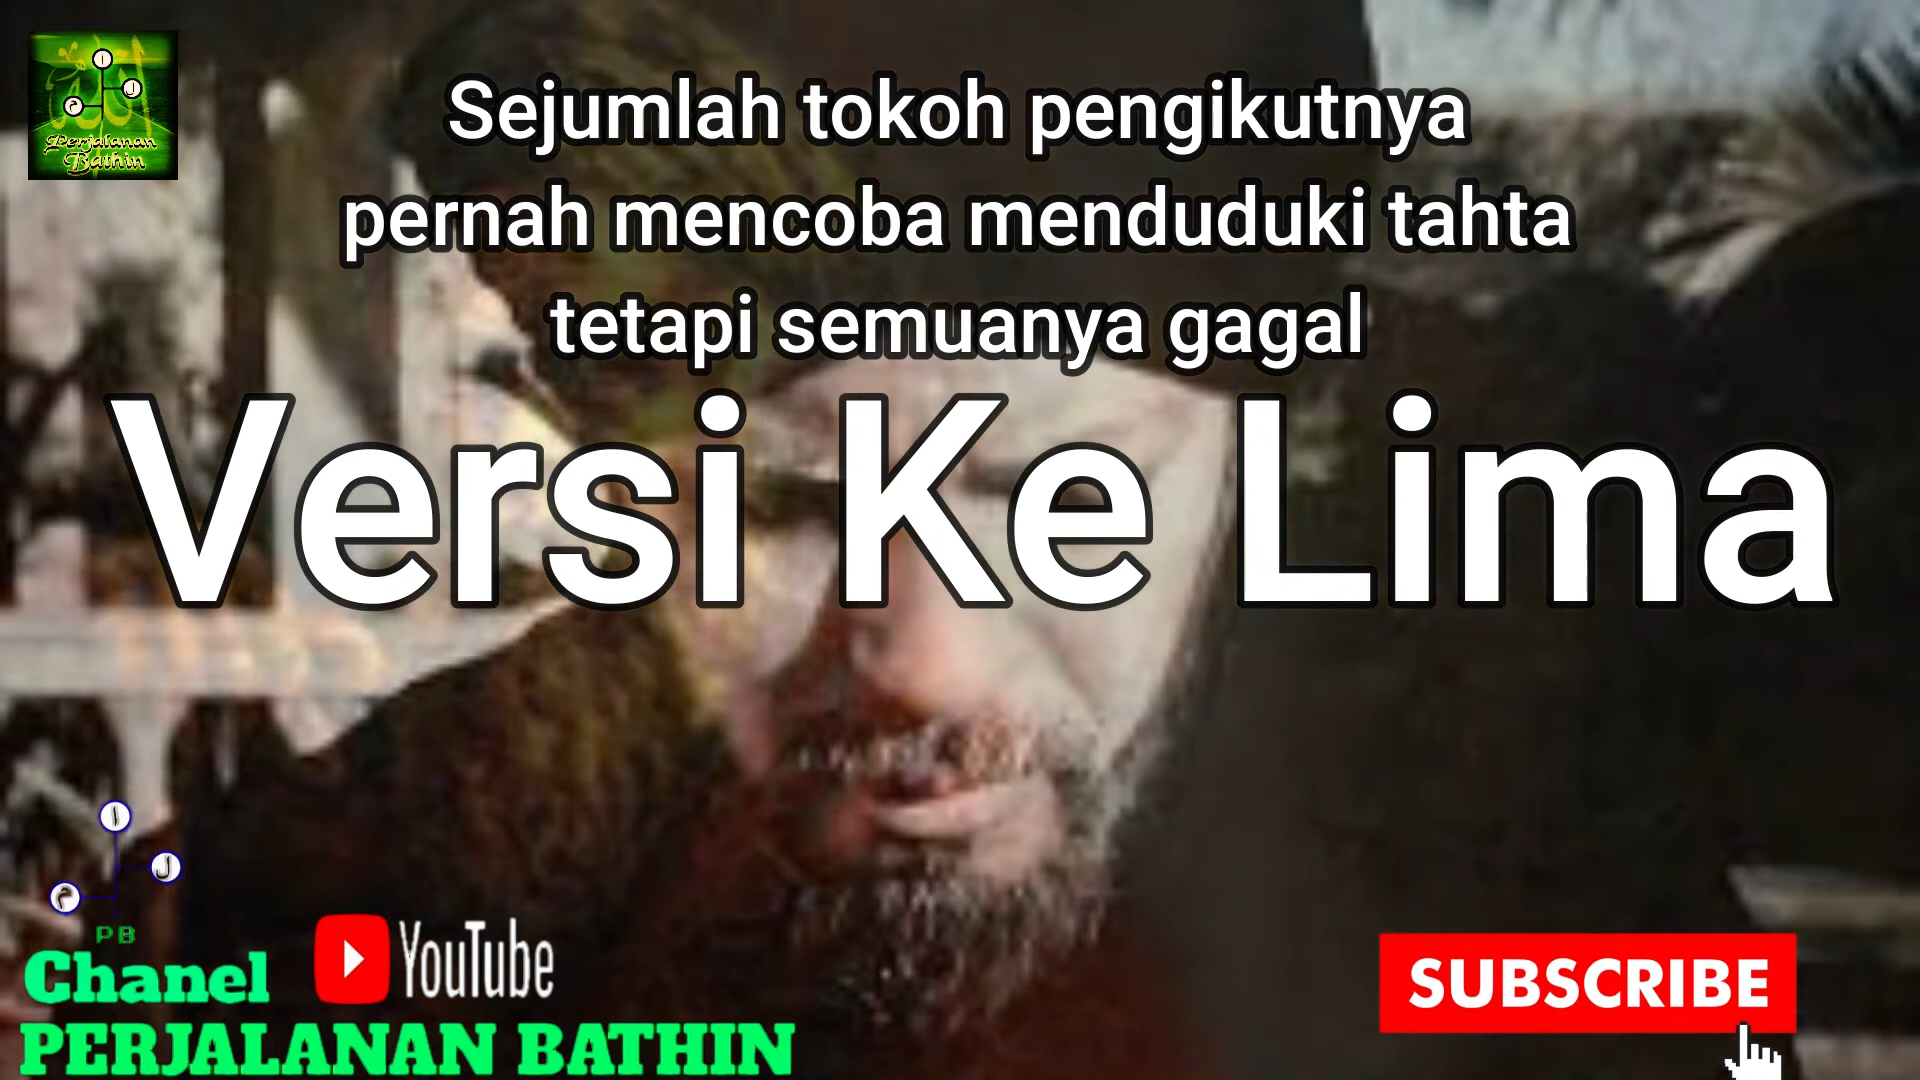 Perjalanan
Bathin
Sejumlah tokoh pengikutnya
pernah mencoba menduduki tahta
tetapi semuanya gagal
Versi Ke Lima
ا
ل
م
PB
Chanel
YouTube
PERJALANAN BATHIN
SUBSCRIBE